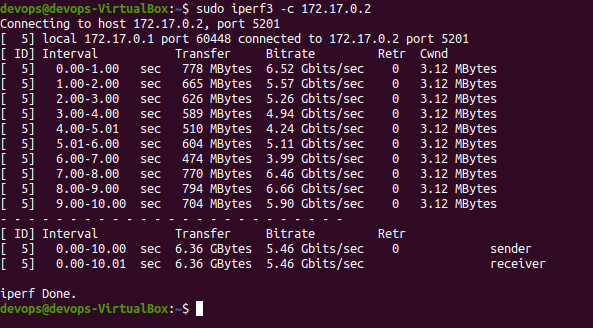 devops@devops-VirtualBox:~$ sudo iperf3 -c 172.17.0.2
Connecting to host 172.17.0.2, port 5201
[  5] local 172.17.0.1 port 60448 connected to 172.17.0.2 port 5201
[ ID] Interval           Transfer     Bitrate         Retr  Cwnd
[  5]   0.00-1.00   sec   778 MBytes  6.52 Gbits/sec    0   3.12 MBytes
[  5]   1.00-2.00   sec   665 MBytes  5.57 Gbits/sec    0   3.12 MBytes
[  5]   2.00-3.00   sec   626 MBytes  5.26 Gbits/sec    0   3.12 MBytes
[  5]   3.00-4.00   sec   589 MBytes  4.94 Gbits/sec    0   3.12 MBytes
[  5]   4.00-5.01   sec   510 MBytes  4.24 Gbits/sec    0   3.12 MBytes
[  5]   5.01-6.00   sec   604 MBytes  5.11 Gbits/sec    0   3.12 MBytes
[  5]   6.00-7.00   sec   474 MBytes  3.99 Gbits/sec    0   3.12 MBytes
[  5]   7.00-8.00   sec   770 MBytes  6.46 Gbits/sec    0   3.12 MBytes
[  5]   8.00-9.00   sec   794 MBytes  6.66 Gbits/sec    0   3.12 MBytes
[  5]   9.00-10.00  sec   704 MBytes  5.90 Gbits/sec    0   3.12 MBytes
- - - - - - - - - - - - - - - - - - - - - - - - -
[ ID] Interval           Transfer     Bitrate         Retr
[  5]   0.00-10.00  sec  6.36 GBytes  5.46 Gbits/sec    0             sender
[  5]   0.00-10.01  sec  6.36 GBytes  5.46 Gbits/sec                  receiver
iperf Done.
devops@devops-VirtualBox:~$